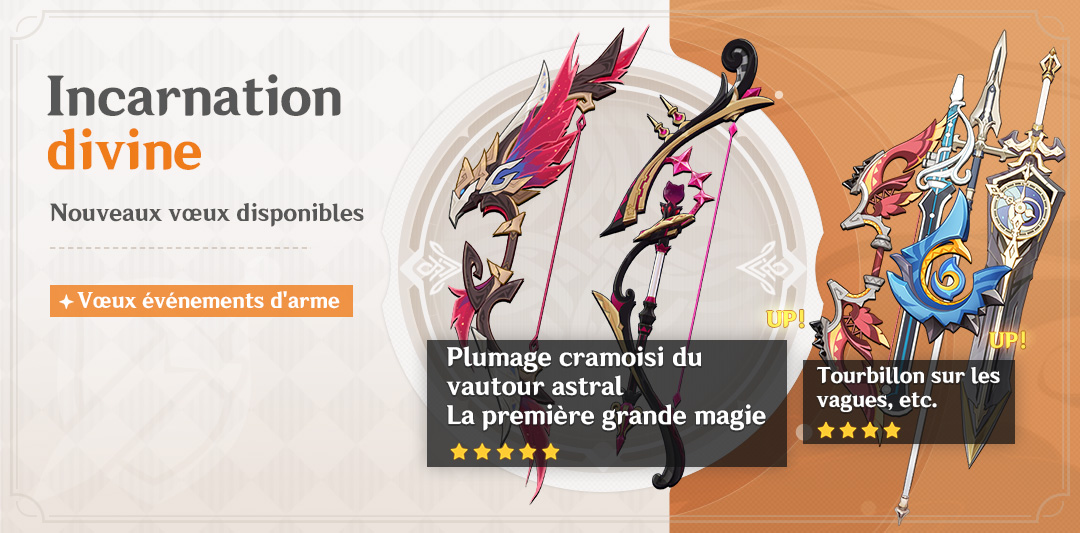 Incarnation
divine
Nouveaux vœux disponibles
Vœux événements d'arme
UP!
Plumage cramoisi du
vautour astral
La première grande magie
UP!
Tourbillon sur les
vagues, etc.